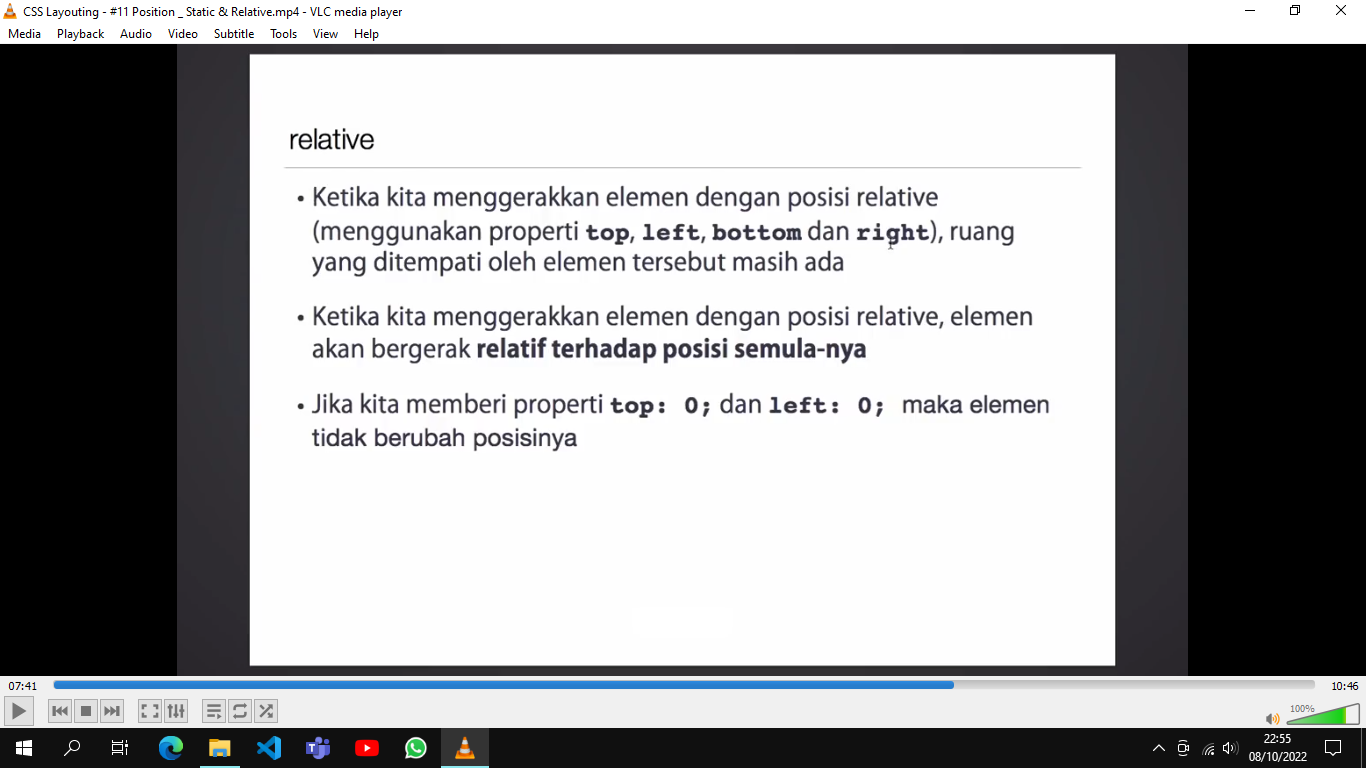 CSS Layouting - #11 Position _ Static & Relative.mp4 - VLC media player
Media Playback Audio Video Subtitle Tools View Help
relative
• Ketika kita menggerakkan elemen dengan posisi relative
(menggunakan properti top, left, bottom dan right), ruang
yang ditempati oleh elemen tersebut masih ada
• Ketika kita menggerakkan elemen dengan posisi relative, elemen
akan bergerak relatif terhadap posisi semula-nya
• Jika kita memberi properti top: 0; dan left: 0; maka elemen
tidak berubah posisinya
07:41 10:46
100%
22:55
08/10/2022